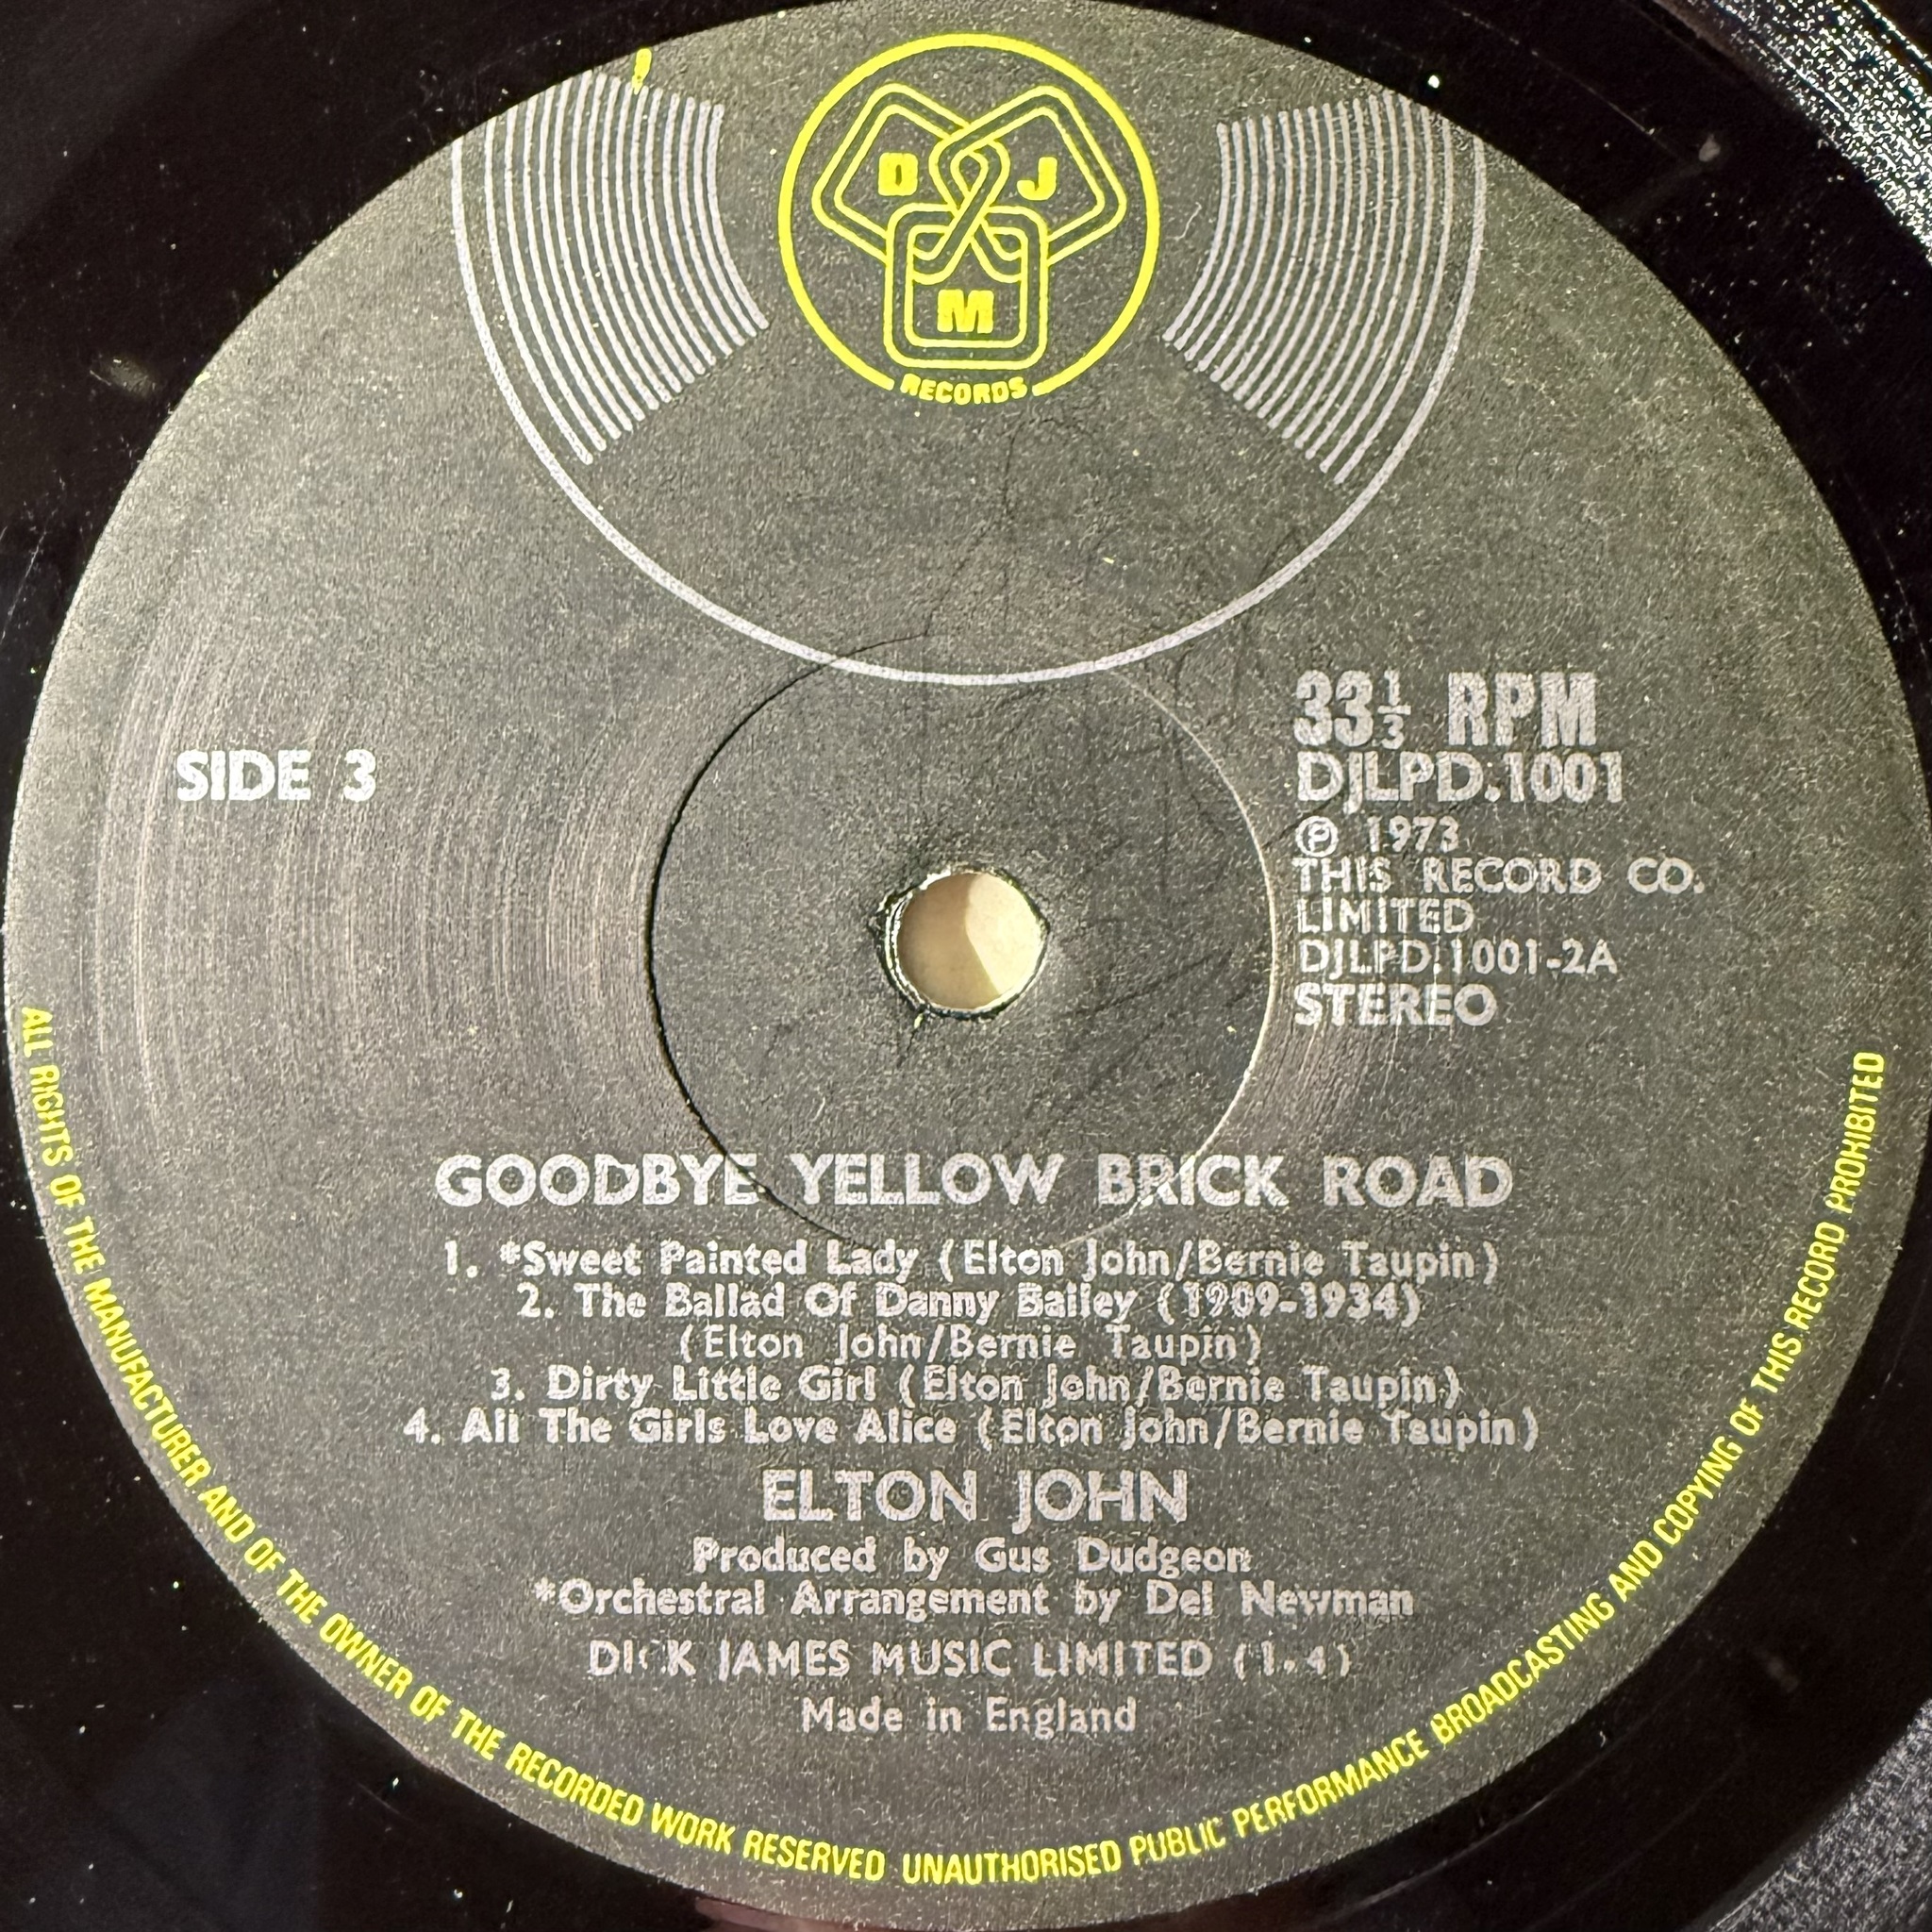 D J
M
RECORDS
SIDE 3
33⅓ RPM
DJLPD.1001
℗ 1973
THIS RECORD CO.
LIMITED
DJLPD.1001-2A
STEREO
GOODBYE YELLOW BRICK ROAD
1. *Sweet Painted Lady (Elton John/Bernie Taupin)
2. The Ballad Of Danny Bailey (1909-1934)
(Elton John/Bernie Taupin)
3. Dirty Little Girl (Elton John/Bernie Taupin)
4. All The Girls Love Alice (Elton John/Bernie Taupin)
ELTON JOHN
Produced by Gus Dudgeon
*Orchestral Arrangement by Del Newman
DICK JAMES MUSIC LIMITED (1-4)
Made in England
ALL RIGHTS OF THE MANUFACTURER AND OF THE OWNER OF THE RECORDED WORK RESERVED UNAUTHORISED PUBLIC PERFORMANCE BROADCASTING AND COPYING OF THIS RECORD PROHIBITED